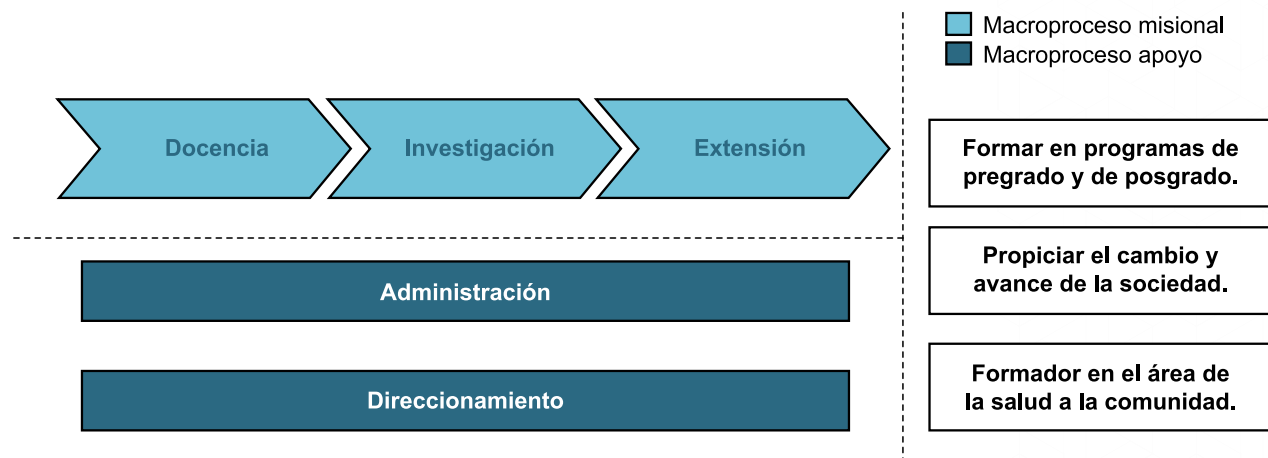 Macroproceso misional
Macroproceso apoyo
Docencia
Investigación
Extensión
Formar en programas de
pregrado y de posgrado.
Propiciar el cambio y
avance de la sociedad.
Administración
Formador en el área de
la salud a la comunidad.
Direccionamiento